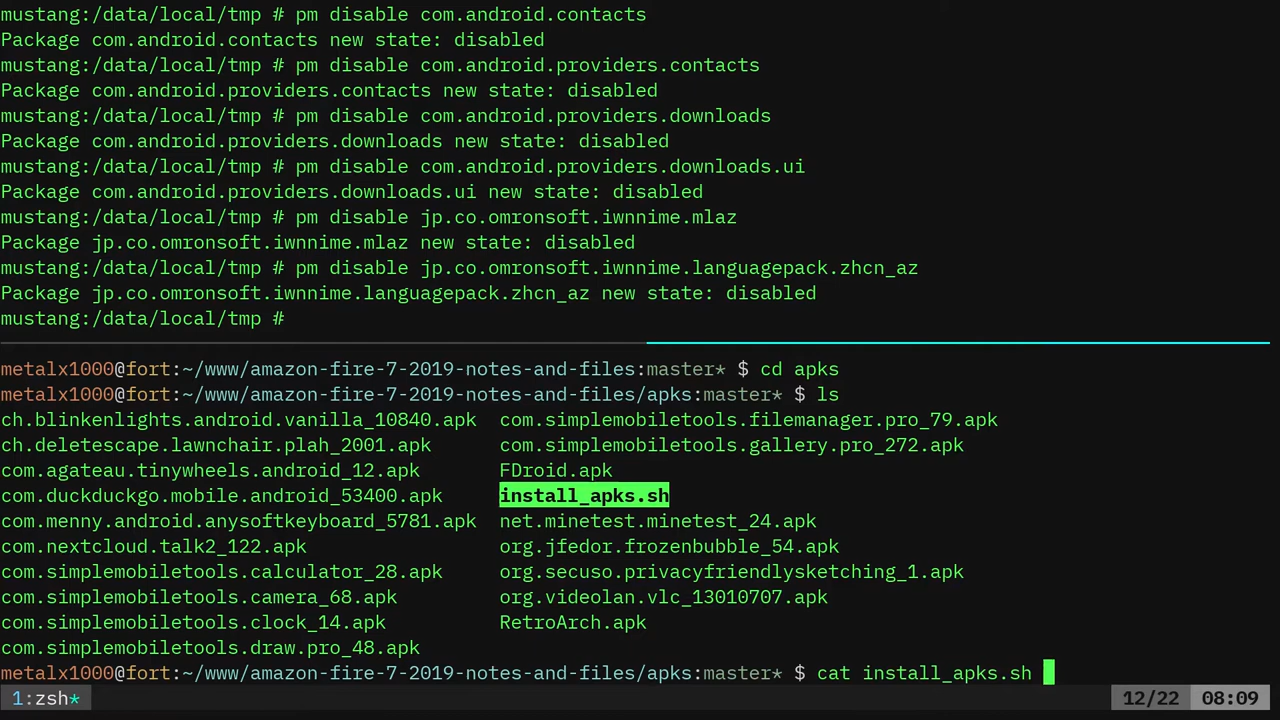 mustang:/data/local/tmp # pm disable com.android.contacts
Package com.android.contacts new state: disabled
mustang:/data/local/tmp # pm disable com.android.providers.contacts
Package com.android.providers.contacts new state: disabled
mustang:/data/local/tmp # pm disable com.android.providers.downloads
Package com.android.providers.downloads new state: disabled
mustang:/data/local/tmp # pm disable com.android.providers.downloads.ui
Package com.android.providers.downloads.ui new state: disabled
mustang:/data/local/tmp # pm disable jp.co.omronsoft.iwnnime.mlaz
Package jp.co.omronsoft.iwnnime.mlaz new state: disabled
mustang:/data/local/tmp # pm disable jp.co.omronsoft.iwnnime.languagepack.zhcn_az
Package jp.co.omronsoft.iwnnime.languagepack.zhcn_az new state: disabled
mustang:/data/local/tmp #
metalx1000@fort:~/www/amazon-fire-7-2019-notes-and-files:master* $ cd apks
metalx1000@fort:~/www/amazon-fire-7-2019-notes-and-files/apks:master* $ ls
ch.blinkenlights.android.vanilla_10840.apk com.simplemobiletools.filemanager.pro_79.apk
ch.deletescape.lawnchair.plah_2001.apk com.simplemobiletools.gallery.pro_272.apk
com.agateau.tinywheels.android_12.apk FDroid.apk
com.duckduckgo.mobile.android_53400.apk install_apks.sh
com.menny.android.anysoftkeyboard_5781.apk net.minetest.minetest_24.apk
com.nextcloud.talk2_122.apk org.jfedor.frozenbubble_54.apk
com.simplemobiletools.calculator_28.apk org.secuso.privacyfriendlysketching_1.apk
com.simplemobiletools.camera_68.apk org.videolan.vlc_13010707.apk
com.simplemobiletools.clock_14.apk RetroArch.apk
com.simplemobiletools.draw.pro_48.apk
metalx1000@fort:~/www/amazon-fire-7-2019-notes-and-files/apks:master* $ cat install_apks.sh
1:zsh* 12/22 08:09